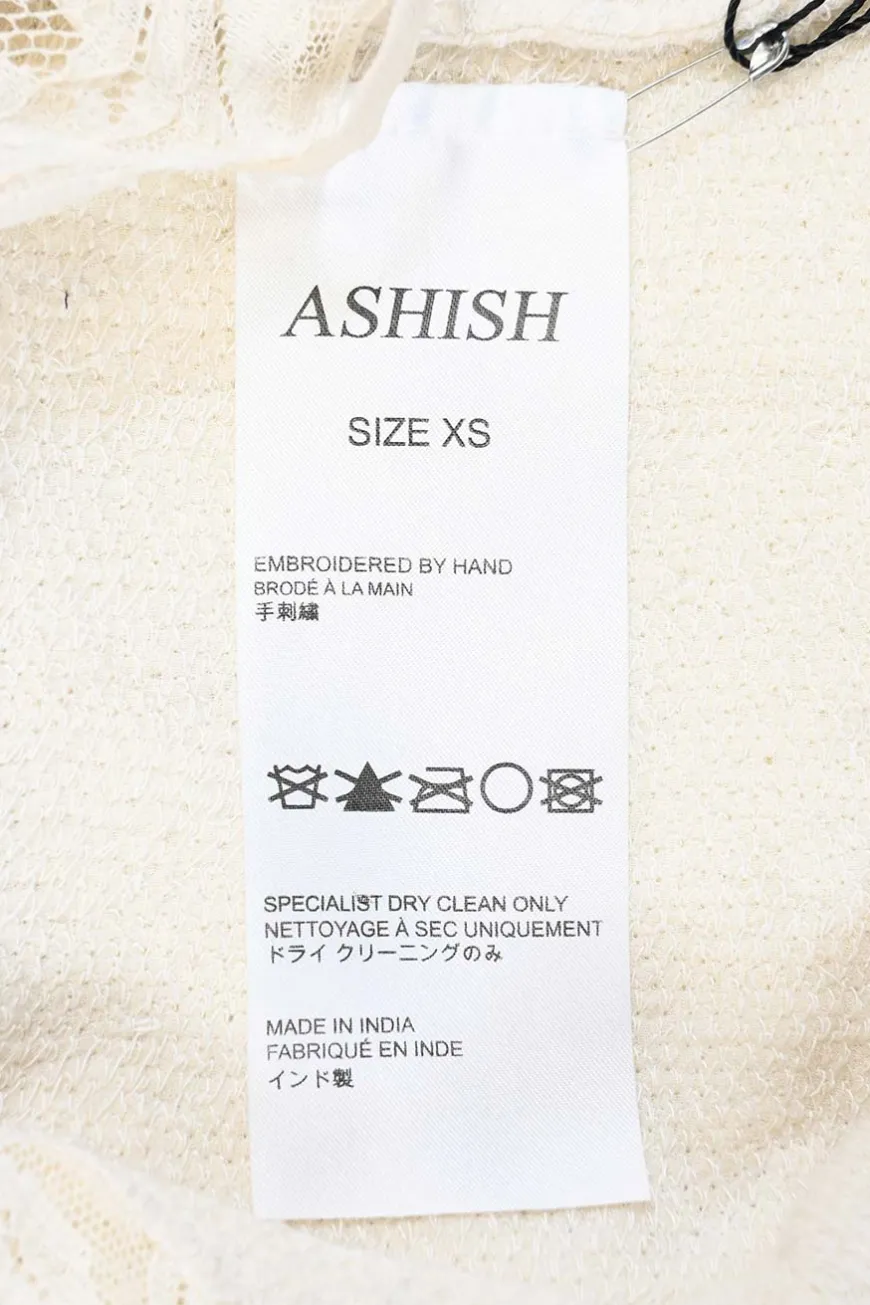 ASHISH
SIZE XS
EMBROIDERED BY HAND
BRODÉ À LA MAIN
手刺繍
SPECIALIST DRY CLEAN ONLY
NETTOYAGE À SEC UNIQUEMENT
ドライ クリーニングのみ
MADE IN INDIA
FABRIQUÉ EN INDE
インド製